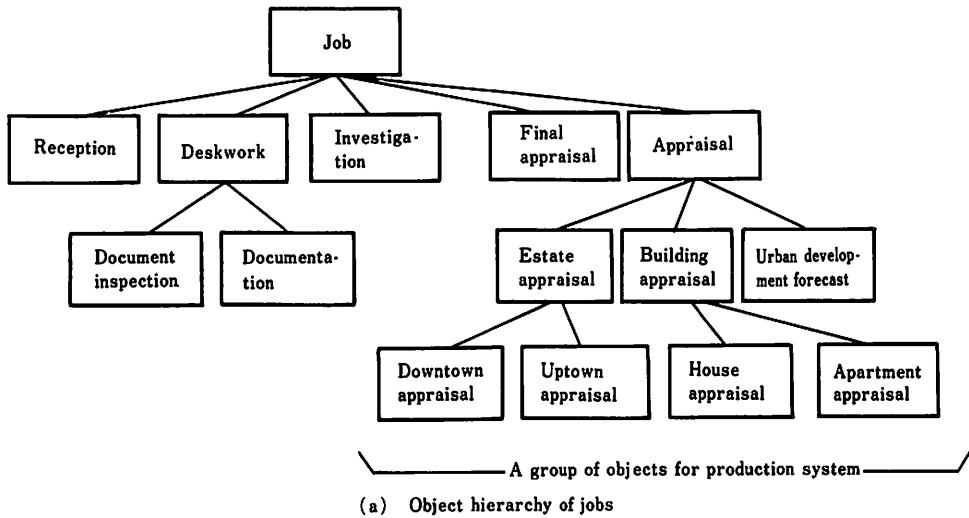 Job
Reception
Deskwork
Investiga-
tion
Final
appraisal
Appraisal
Document
inspection
Documenta-
tion
Estate
appraisal
Building
appraisal
Urban develop-
ment forecast
Downtown
appraisal
Uptown
appraisal
House
appraisal
Apartment
appraisal
A group of objects for production system
(a) Object hierarchy of jobs